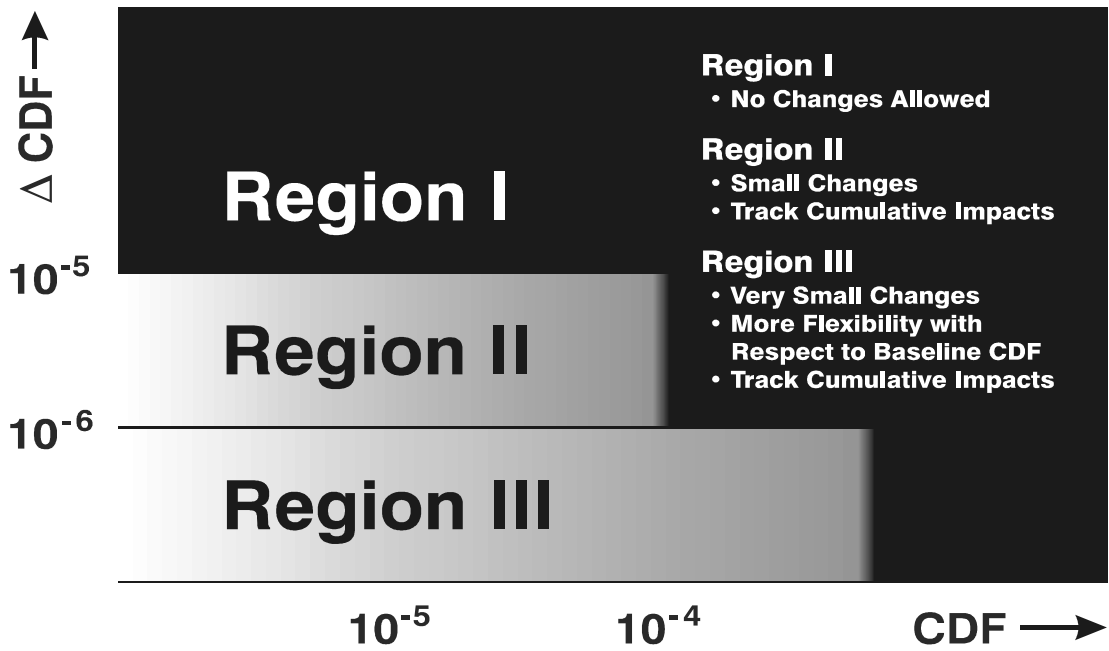 Δ CDF →
Region I
• No Changes Allowed
Region II
• Small Changes
• Track Cumulative Impacts
Region III
• Very Small Changes
• More Flexibility with
Respect to Baseline CDF
• Track Cumulative Impacts
Region I
10⁻⁵
Region II
10⁻⁶
Region III
10⁻⁵ 10⁻⁴ CDF →